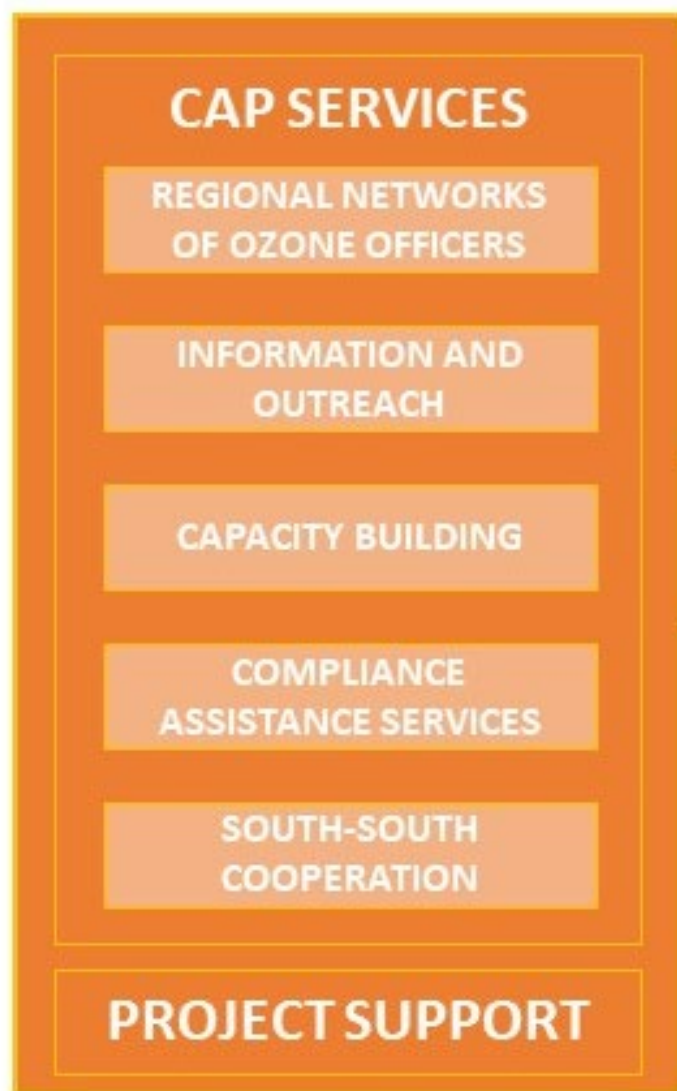 CAP SERVICES
REGIONAL NETWORKS
OF OZONE OFFICERS
INFORMATION AND
OUTREACH
CAPACITY BUILDING
COMPLIANCE
ASSISTANCE SERVICES
SOUTH-SOUTH
COOPERATION
PROJECT SUPPORT